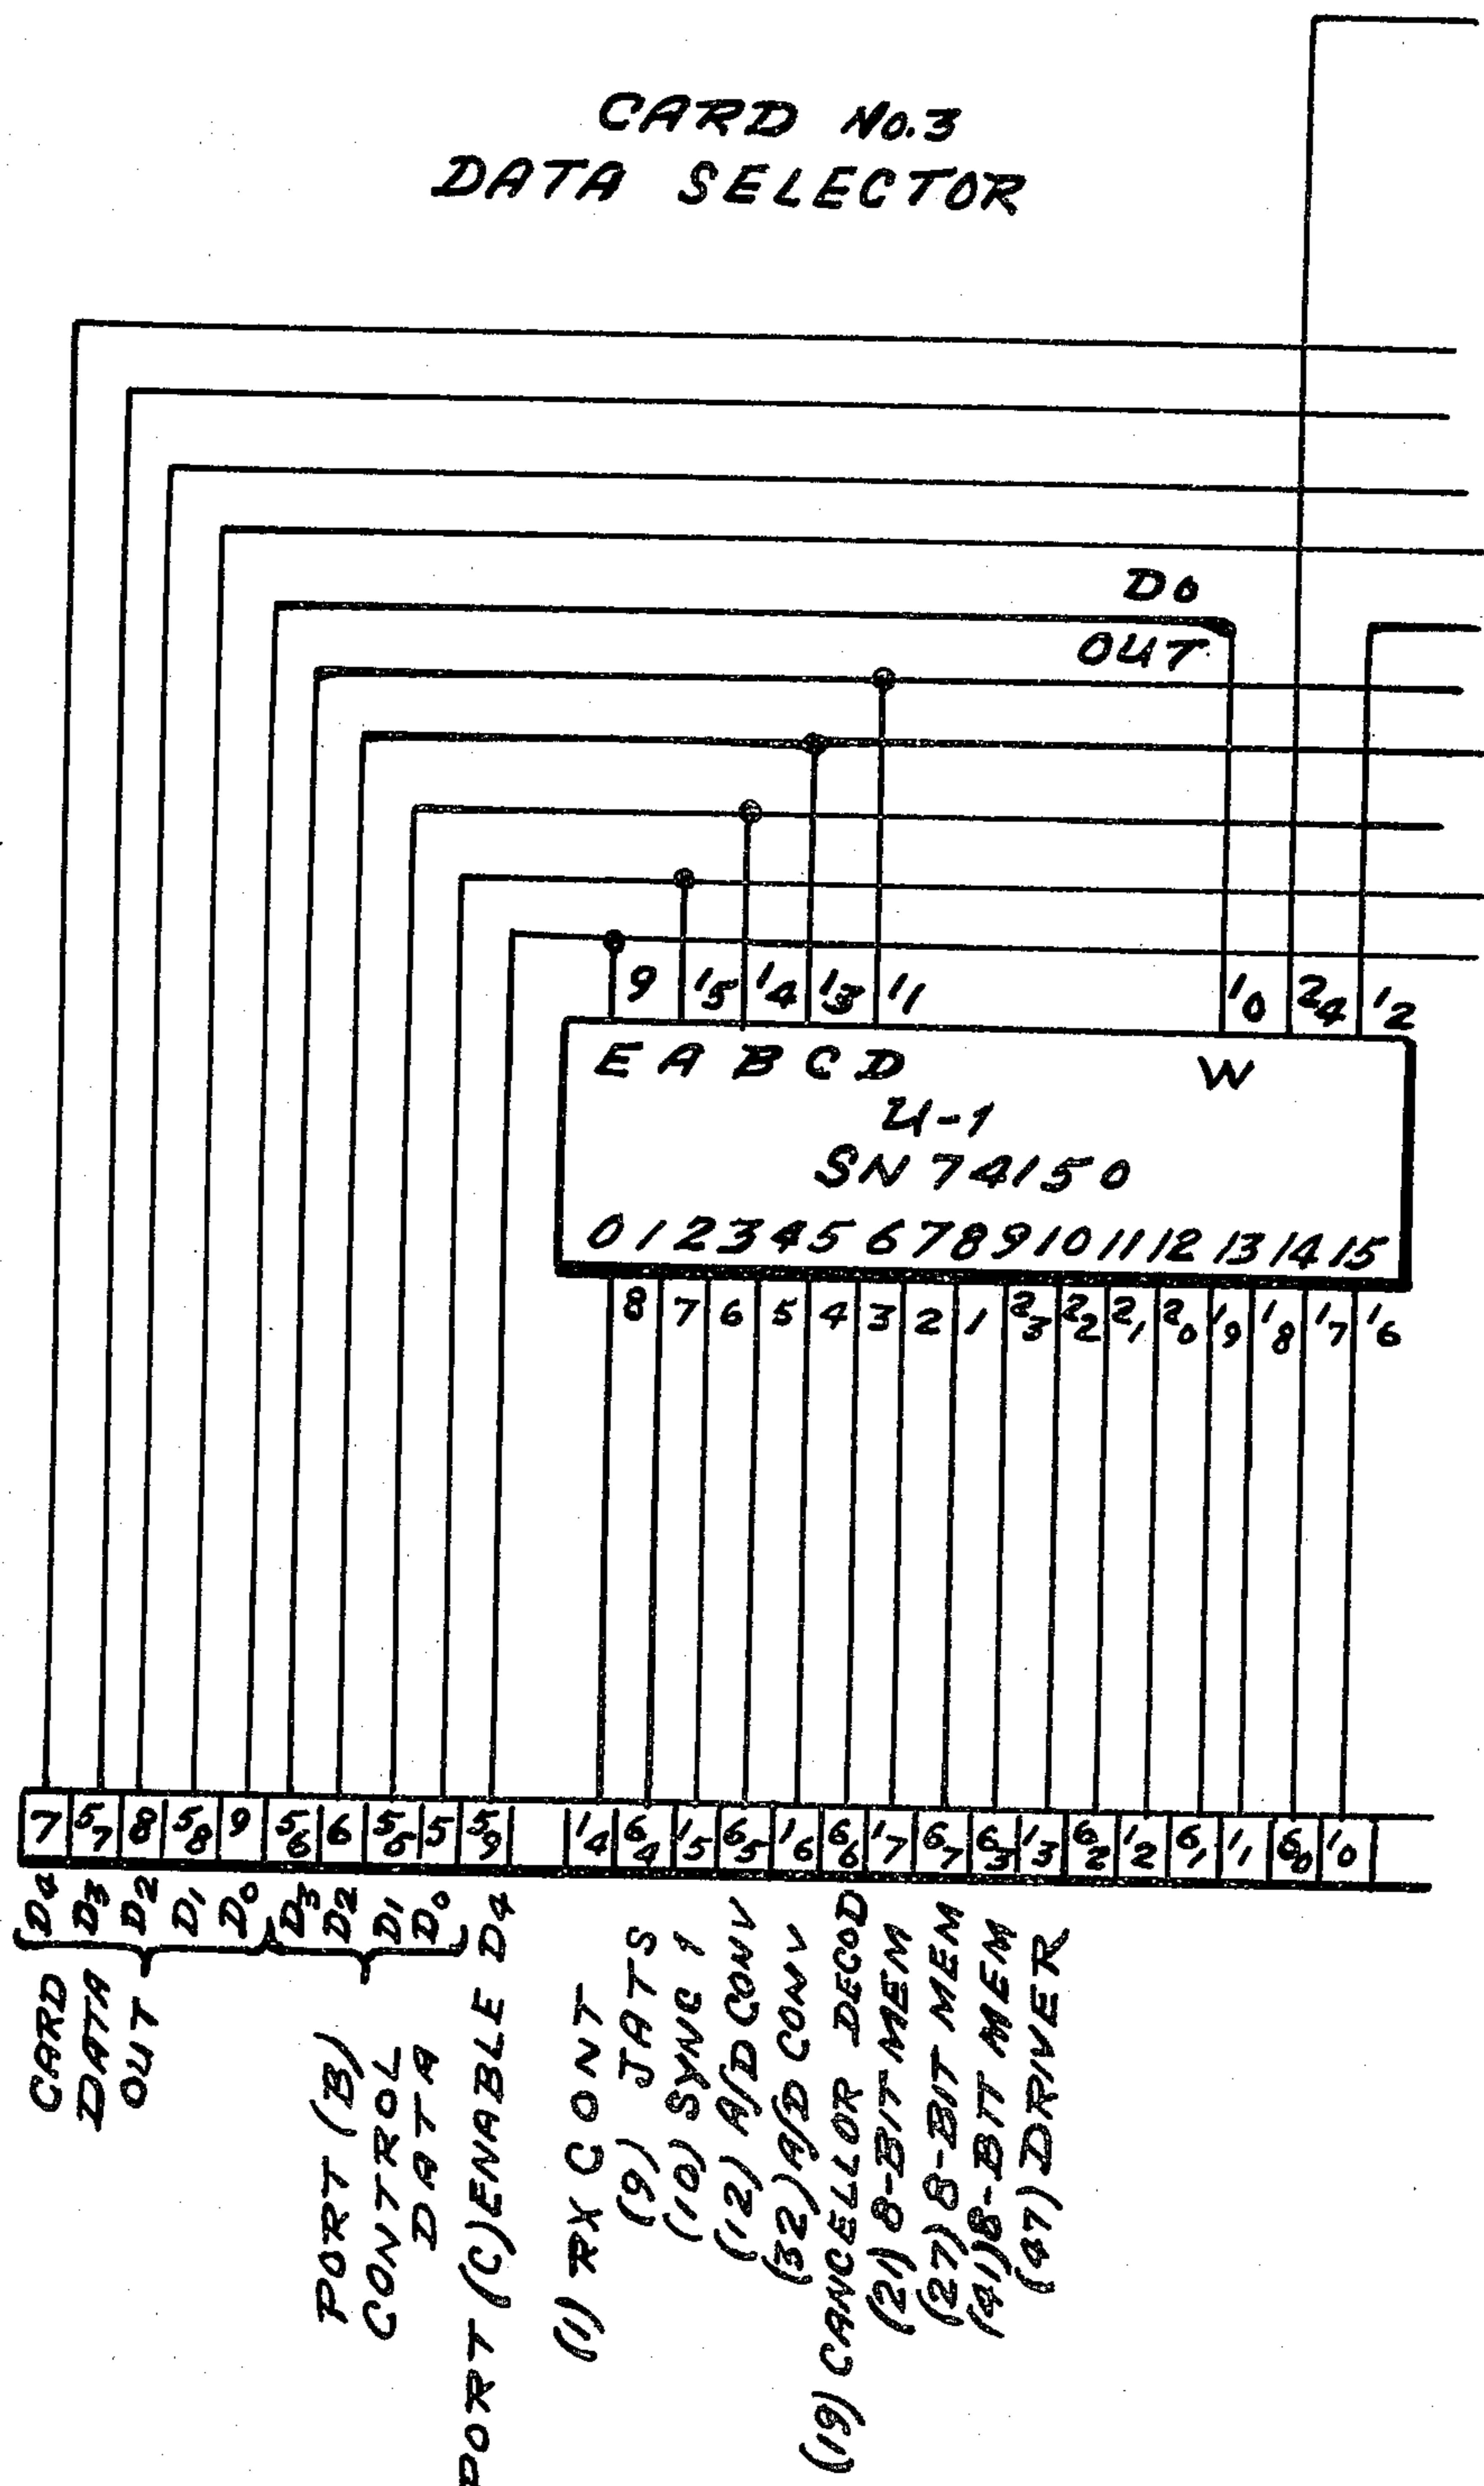 CARD No.3
DATA SELECTOR
D0
OUT
9 15 14 13 11 10 24 12
E A B C D W
U-1
SN 74150
0 1 2 3 4 5 6 7 8 9 10 11 12 13 14 15
8 7 6 5 4 3 2 1 23 22 21 20 19 18 17 16
7 57 8 58 9 56 6 55 5 59 14 64 15 65 16 66 17 67 63 13 62 12 61 11 60 10
D4 D3 D2 D1 D0 D3 D2 D1 D0
CARD
DATA
OUT
PORT (B)
CONTROL
DATA
PORT (C) ENABLE D4
(1) RX CONT
(9) JATS
(10) SYNC 1
(12) A/D CONV
(32) A/D CONV
(19) CANCELLOR DECOD
(21) 8-BIT MEM
(27) 8-BIT MEM
(41) 8-BIT MEM
(47) DRIVER